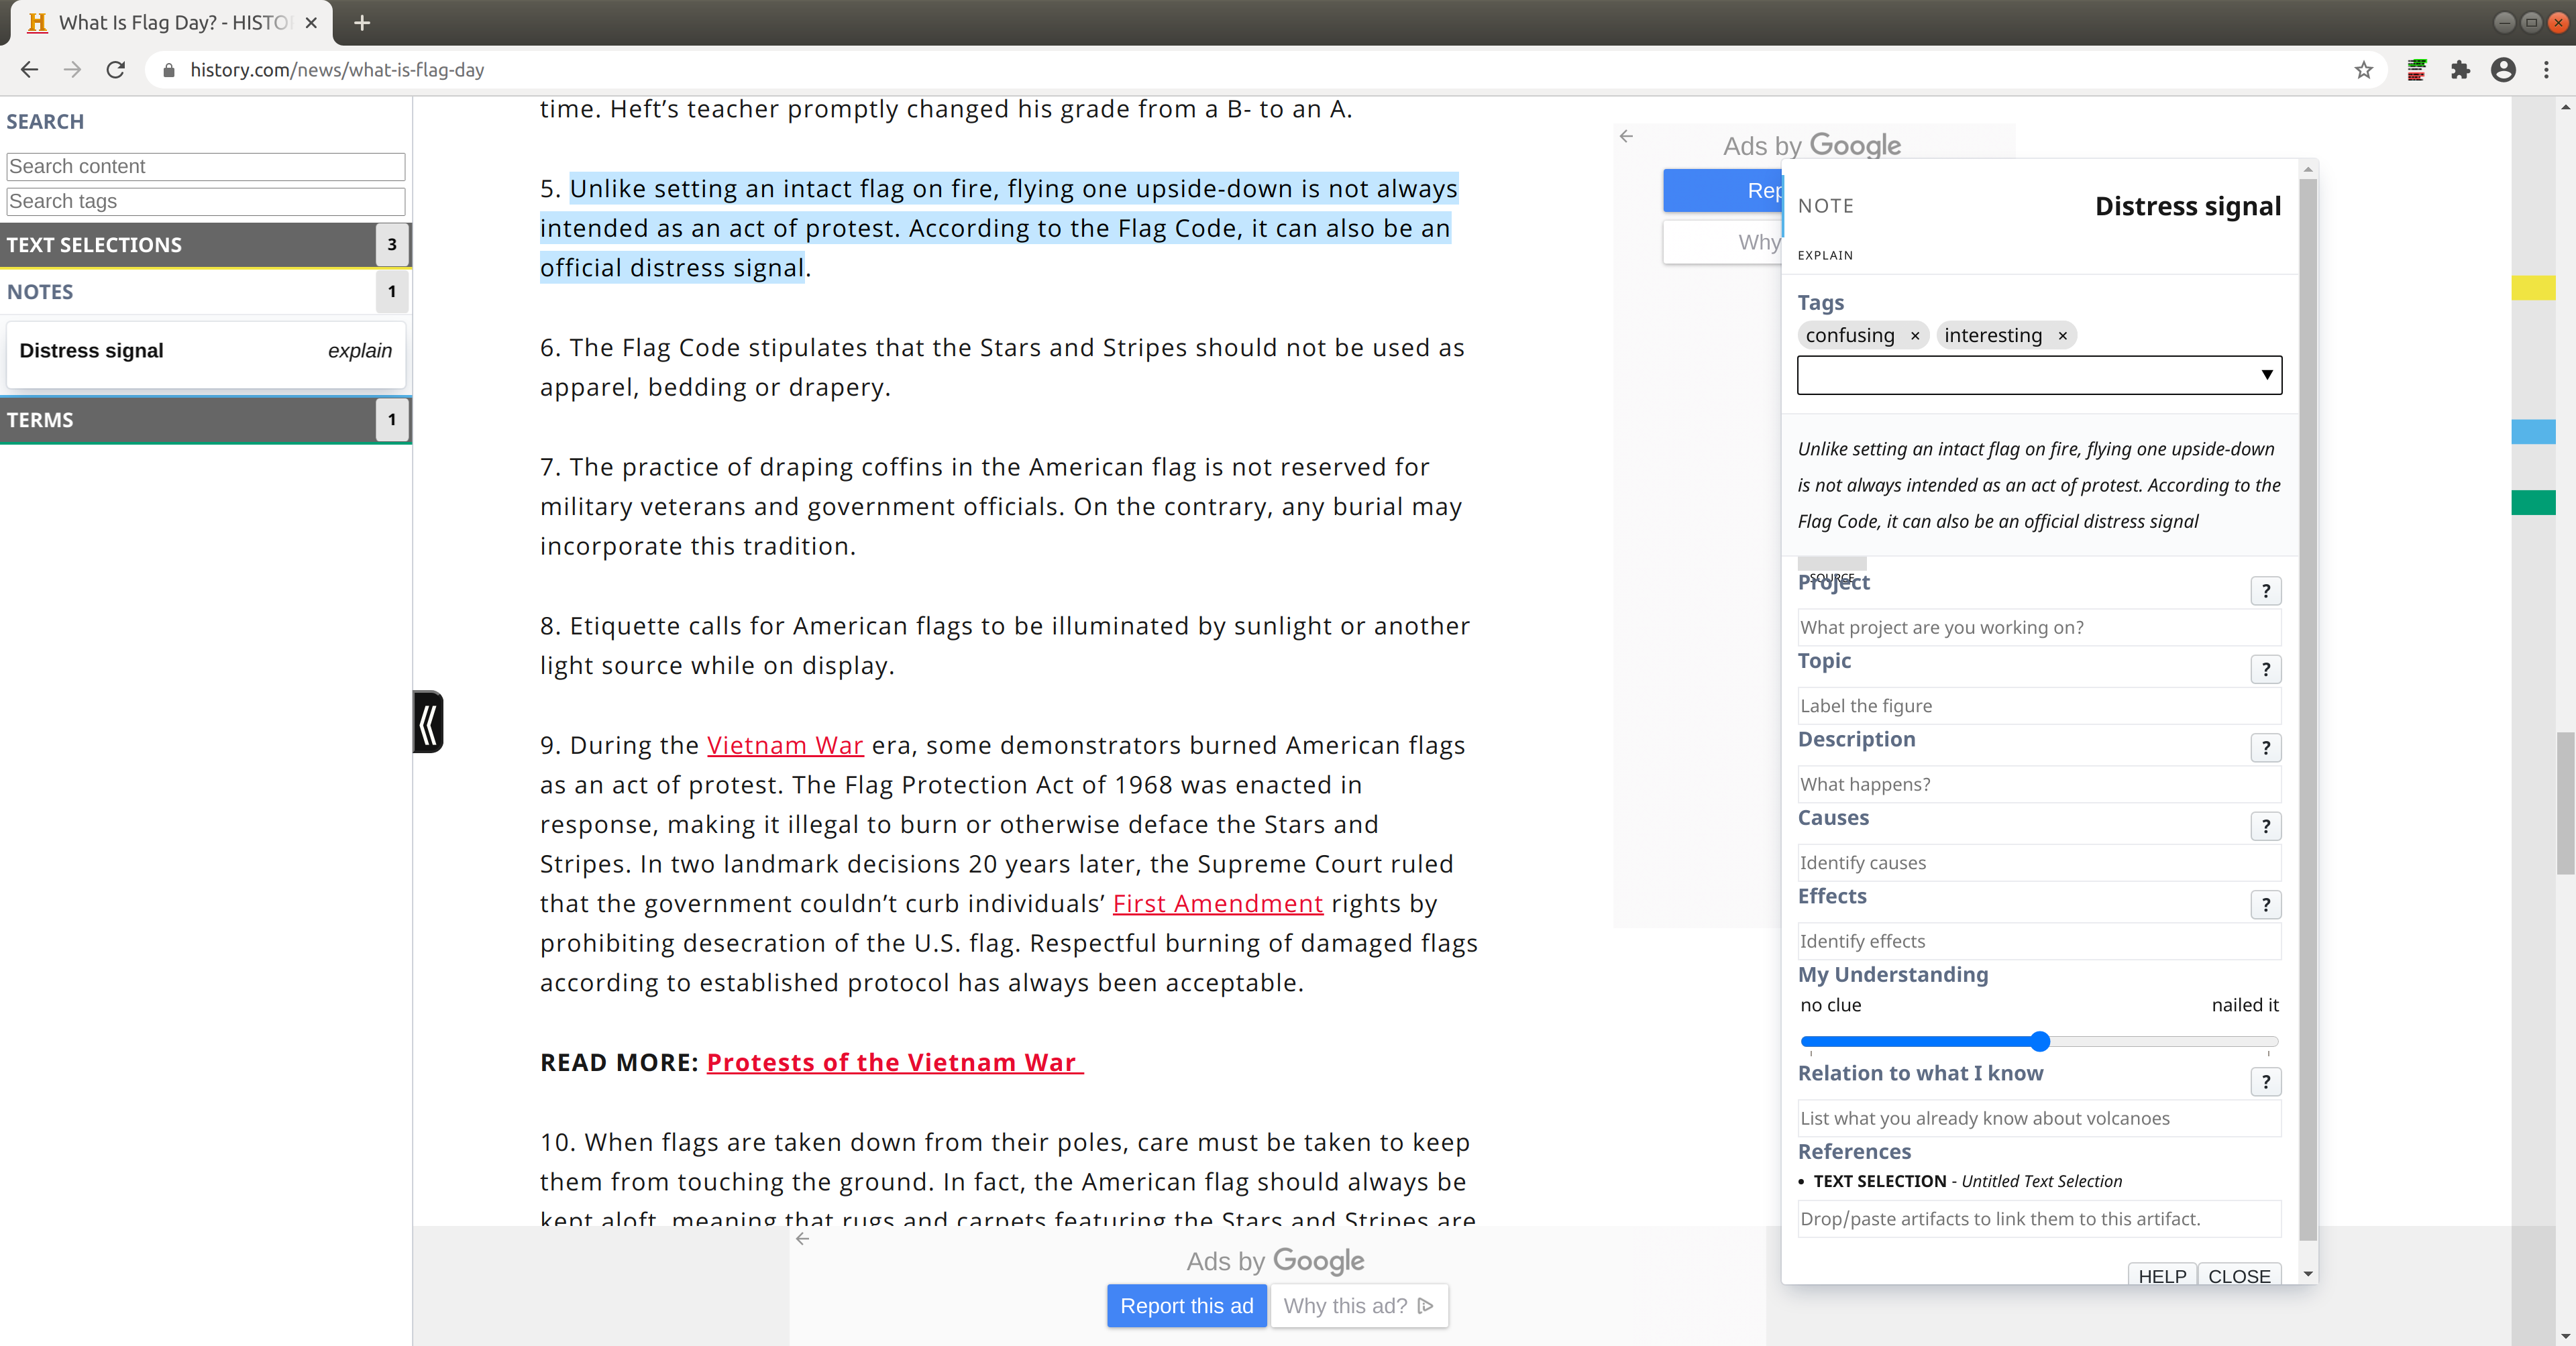 What Is Flag Day? - HISTO
history.com/news/what-is-flag-day
SEARCH
Search content
Search tags
TEXT SELECTIONS 3
NOTES 1
Distress signal explain
TERMS 1
time. Heft’s teacher promptly changed his grade from a B- to an A.
5. Unlike setting an intact flag on fire, flying one upside-down is not always
intended as an act of protest. According to the Flag Code, it can also be an
official distress signal.
6. The Flag Code stipulates that the Stars and Stripes should not be used as
apparel, bedding or drapery.
7. The practice of draping coffins in the American flag is not reserved for
military veterans and government officials. On the contrary, any burial may
incorporate this tradition.
8. Etiquette calls for American flags to be illuminated by sunlight or another
light source while on display.
9. During the Vietnam War era, some demonstrators burned American flags
as an act of protest. The Flag Protection Act of 1968 was enacted in
response, making it illegal to burn or otherwise deface the Stars and
Stripes. In two landmark decisions 20 years later, the Supreme Court ruled
that the government couldn’t curb individuals’ First Amendment rights by
prohibiting desecration of the U.S. flag. Respectful burning of damaged flags
according to established protocol has always been acceptable.
READ MORE: Protests of the Vietnam War
10. When flags are taken down from their poles, care must be taken to keep
them from touching the ground. In fact, the American flag should always be
kept aloft, meaning that rugs and carpets featuring the Stars and Stripes are
Ads by Google
Report this ad
Why this ad?
Ads by Google
Rep
Why
NOTE Distress signal
EXPLAIN
Tags
confusing × interesting ×
Unlike setting an intact flag on fire, flying one upside-down
is not always intended as an act of protest. According to the
Flag Code, it can also be an official distress signal
SOURCE
Project ?
What project are you working on?
Topic ?
Label the figure
Description ?
What happens?
Causes ?
Identify causes
Effects ?
Identify effects
My Understanding
no clue nailed it
Relation to what I know ?
List what you already know about volcanoes
References
• TEXT SELECTION - Untitled Text Selection
Drop/paste artifacts to link them to this artifact.
HELP CLOSE